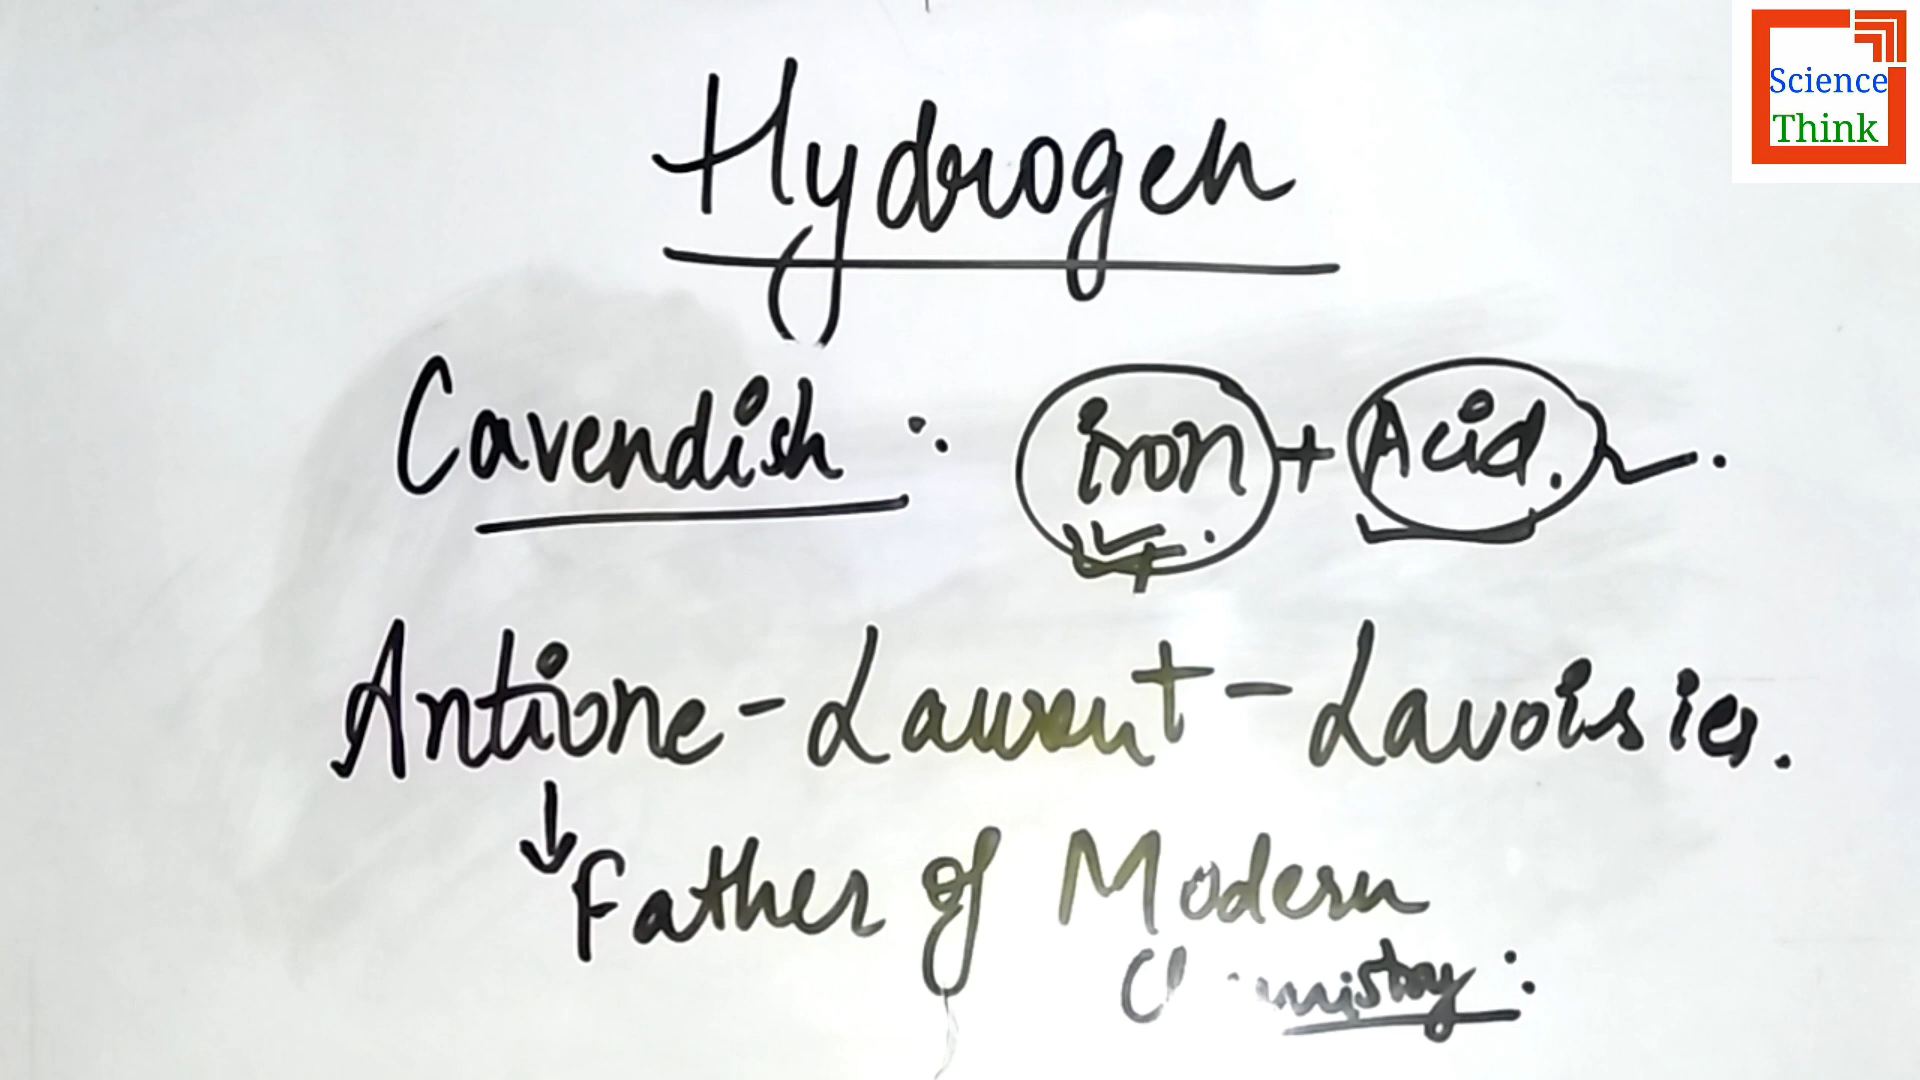 Hydrogen
Science
Think
Cavendish : iron + Acid.
Antione - Laurent - Lavoisier.
Father of Modern
Chemistry :